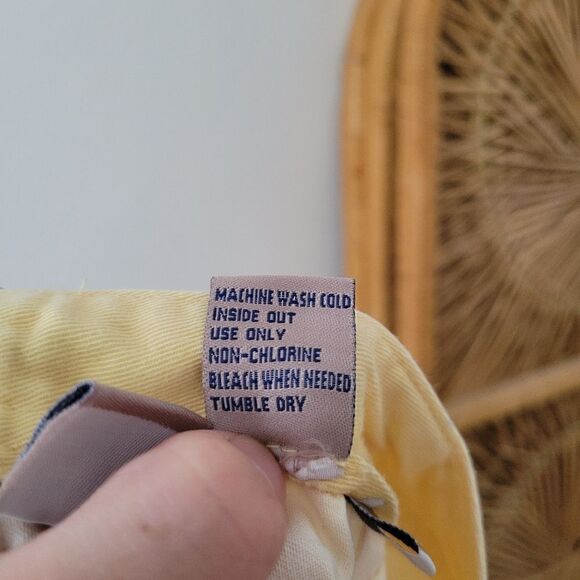 MACHINE WASH COLD
INSIDE OUT
USE ONLY
NON-CHLORINE
BLEACH WHEN NEEDED
TUMBLE DRY